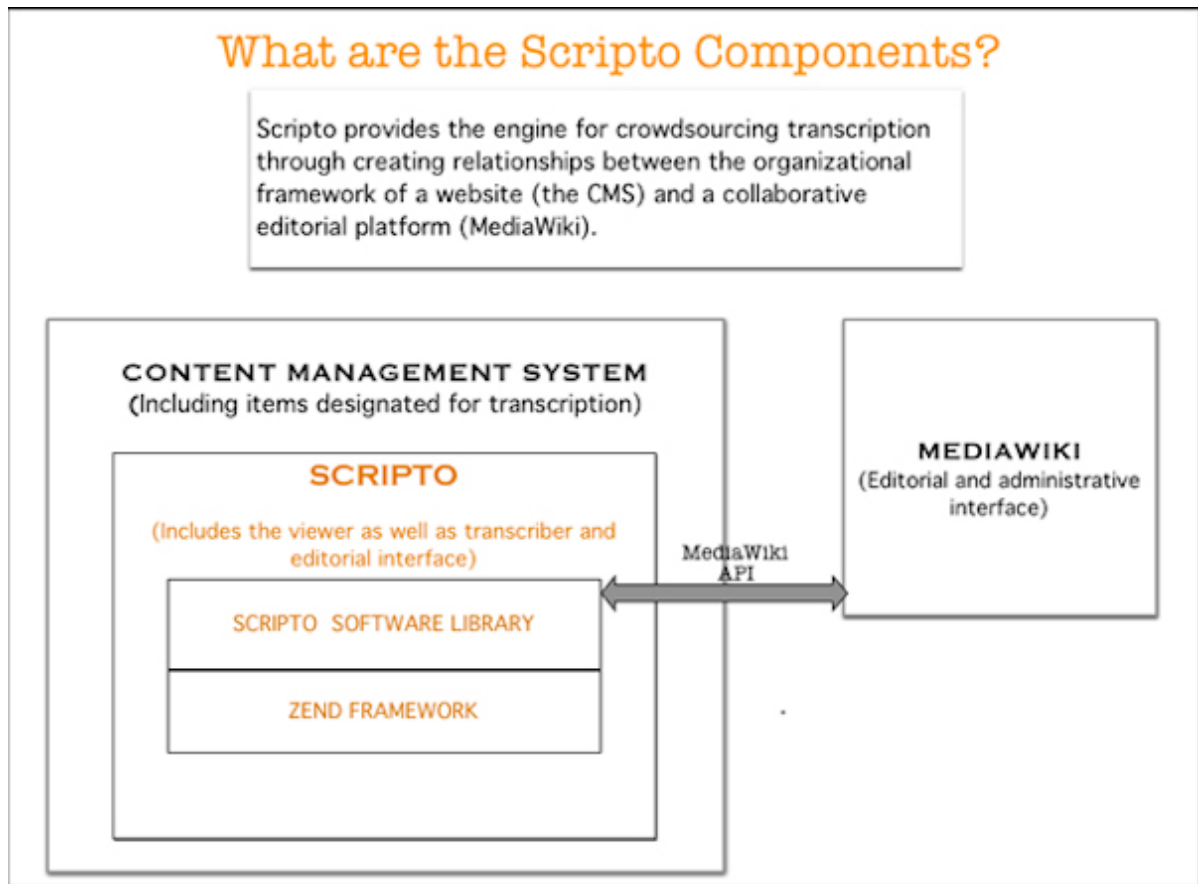 What are the Scripto Components?
Scripto provides the engine for crowdsourcing transcription
through creating relationships between the organizational
framework of a website (the CMS) and a collaborative
editorial platform (MediaWiki).
CONTENT MANAGEMENT SYSTEM
(Including items designated for transcription)
SCRIPTO
(Includes the viewer as well as transcriber and
editorial interface)
SCRIPTO SOFTWARE LIBRARY
ZEND FRAMEWORK
MediaWiki
API
MEDIAWIKI
(Editorial and administrative
interface)